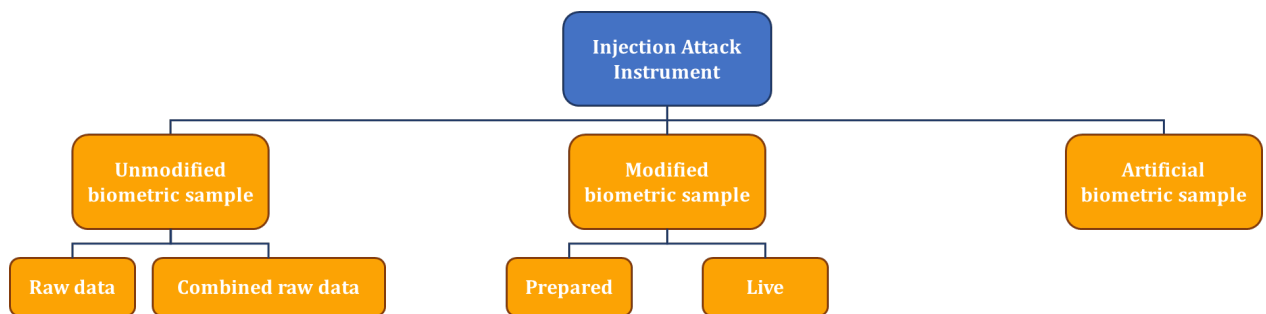 Injection Attack
Instrument
Unmodified
biometric sample
Modified
biometric sample
Artificial
biometric sample
Raw data
Combined raw data
Prepared
Live